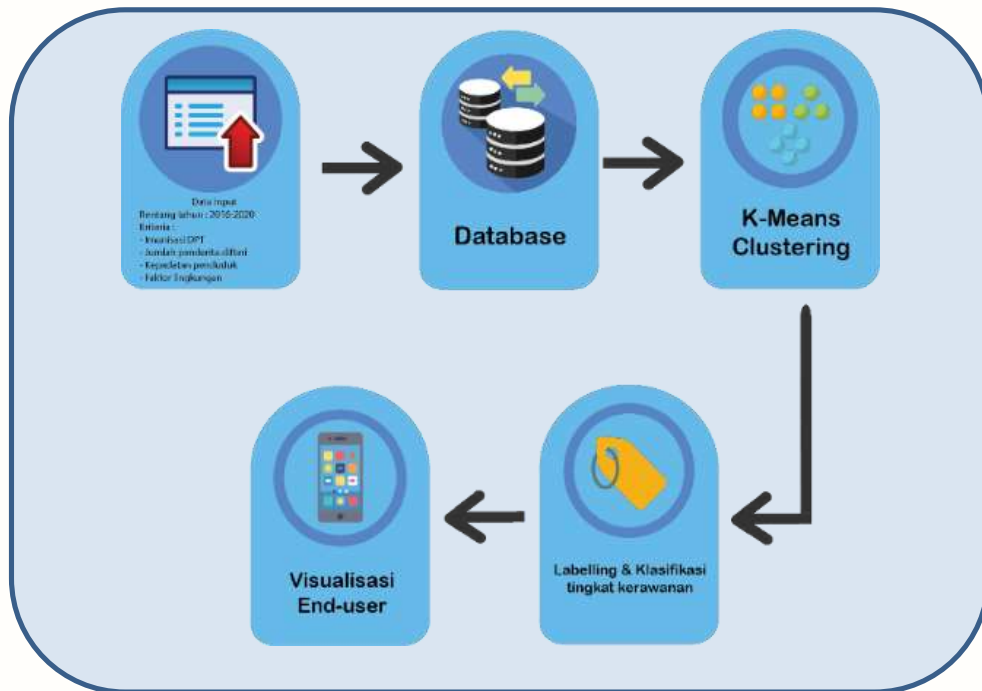 Data input
Rentang tahun : 2016-2020
Kriteria :
- Imunisasi DPT
- Jumlah penderita difteri
- Kepadatan penduduk
- Faktor lingkungan
Database
K-Means
Clustering
Visualisasi
End-user
Labelling & Klasifikasi
tingkat kerawanan